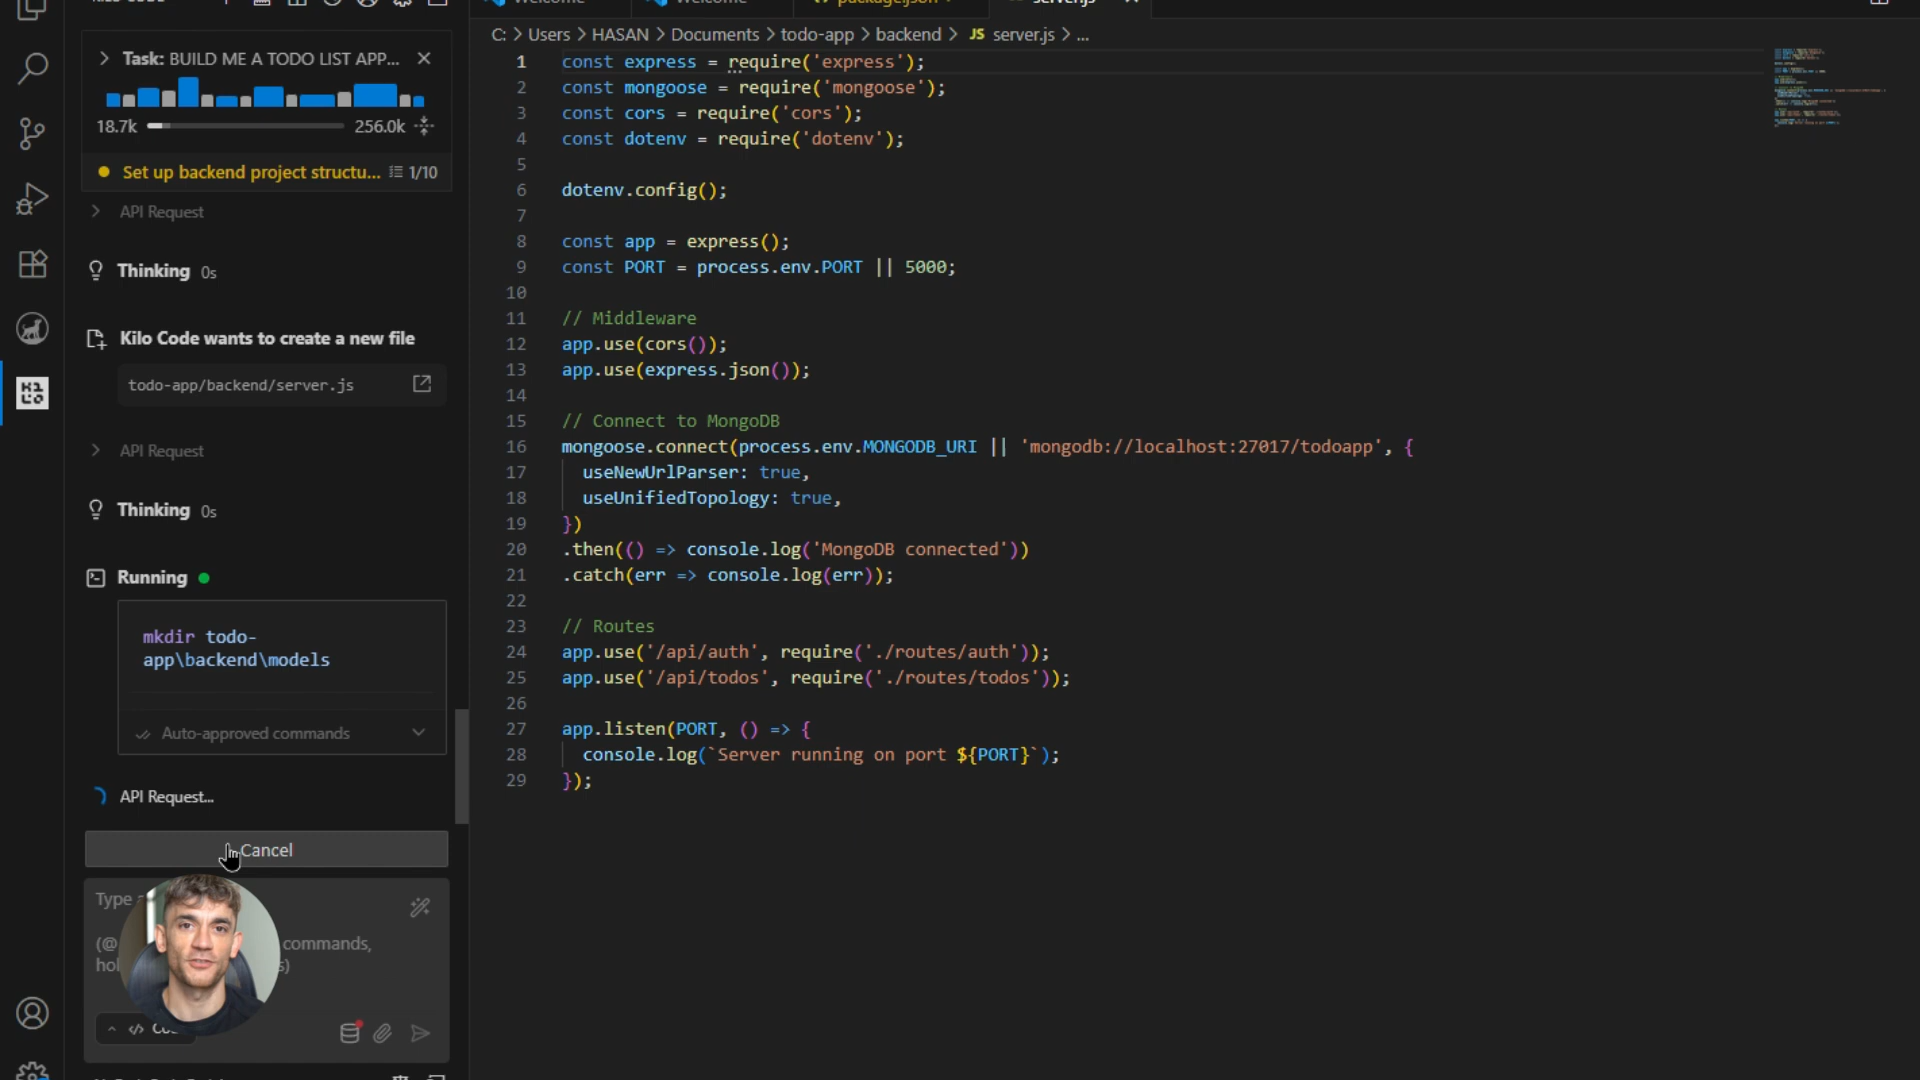 Welcome
Welcome
package.json
server.js
Task: BUILD ME A TODO LIST APP...
18.7k
256.0k
Set up backend project structu...
1/10
API Request
Thinking 0s
Kilo Code wants to create a new file
todo-app/backend/server.js
API Request
Thinking 0s
Running
mkdir todo-
app\backend\models
Auto-approved commands
API Request...
Cancel
Type
(@
commands,
C: > Users > HASAN > Documents > todo-app > backend > JS server.js > ...
1 const express = require('express');
2 const mongoose = require('mongoose');
3 const cors = require('cors');
4 const dotenv = require('dotenv');
5
6 dotenv.config();
7
8 const app = express();
9 const PORT = process.env.PORT || 5000;
10
11 // Middleware
12 app.use(cors());
13 app.use(express.json());
14
15 // Connect to MongoDB
16 mongoose.connect(process.env.MONGODB_URI || 'mongodb://localhost:27017/todoapp', {
17 useNewUrlParser: true,
18 useUnifiedTopology: true,
19 })
20 .then(() => console.log('MongoDB connected'))
21 .catch(err => console.log(err));
22
23 // Routes
24 app.use('/api/auth', require('./routes/auth'));
25 app.use('/api/todos', require('./routes/todos'));
26
27 app.listen(PORT, () => {
28 console.log(`Server running on port ${PORT}`);
29 });